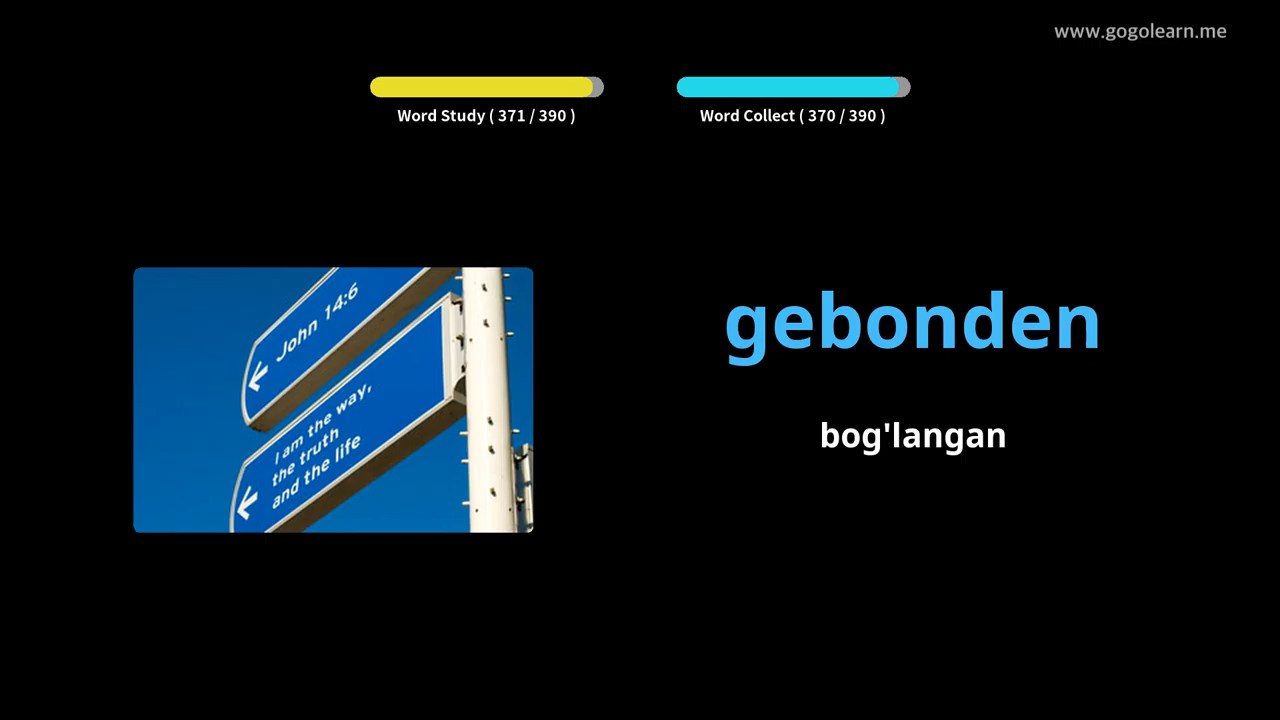 www.gogolearn.me
Word Study ( 371 / 390 )
Word Collect ( 370 / 390 )
John 14:6
I am the way,
the truth
and the life
gebonden
bog'langan